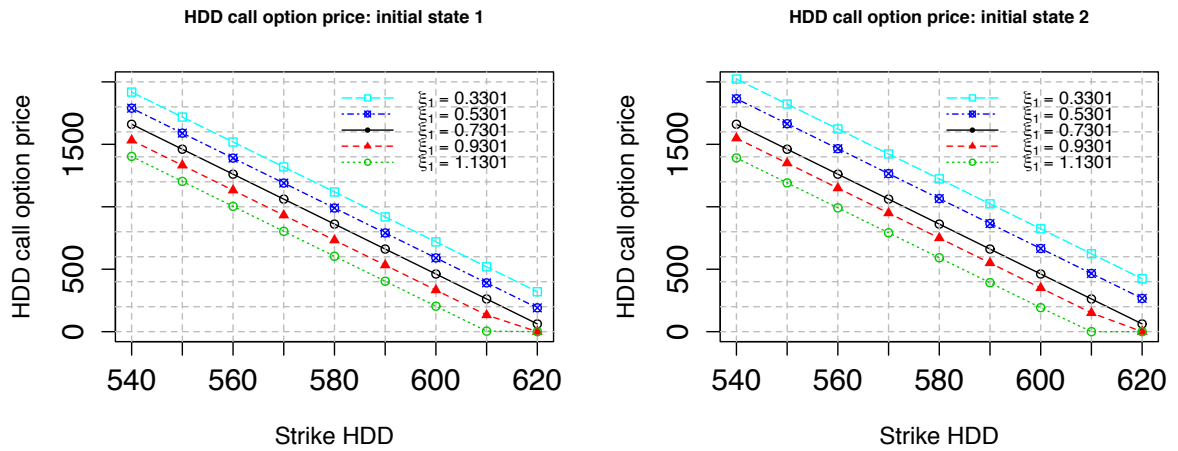 HDD call option price: initial state 1
HDD call option price
0
500
1500
ξ1 = 0.3301
ξ1 = 0.5301
ξ1 = 0.7301
ξ1 = 0.9301
ξ1 = 1.1301
540 560 580 600 620
Strike HDD
HDD call option price: initial state 2
HDD call option price
0
500
1500
ξ1 = 0.3301
ξ1 = 0.5301
ξ1 = 0.7301
ξ1 = 0.9301
ξ1 = 1.1301
540 560 580 600 620
Strike HDD